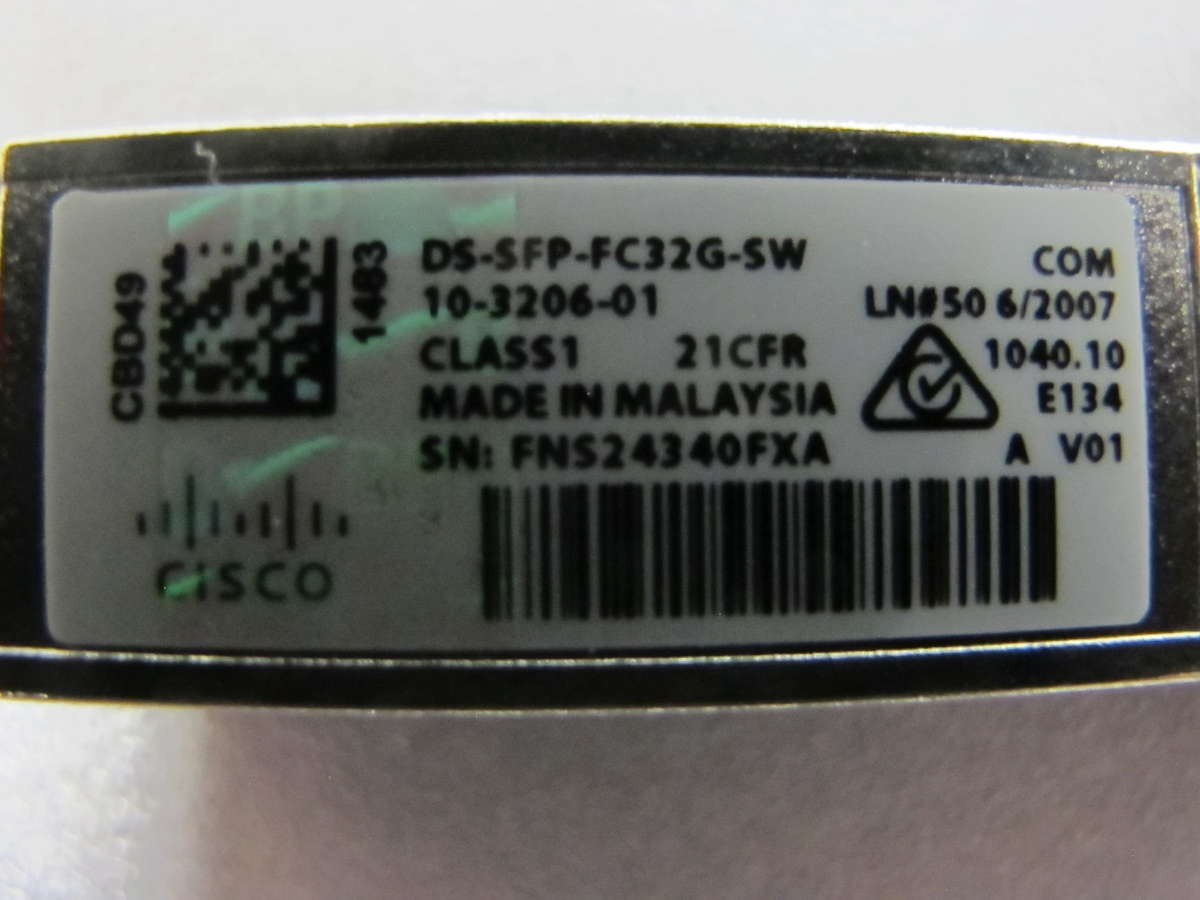 CBD49
1483
DS-SFP-FC32G-SW COM
10-3206-01 LN#50 6/2007
CLASS1 21CFR 1040.10
MADE IN MALAYSIA E134
SN: FNS24340FXA A V01
CISCO